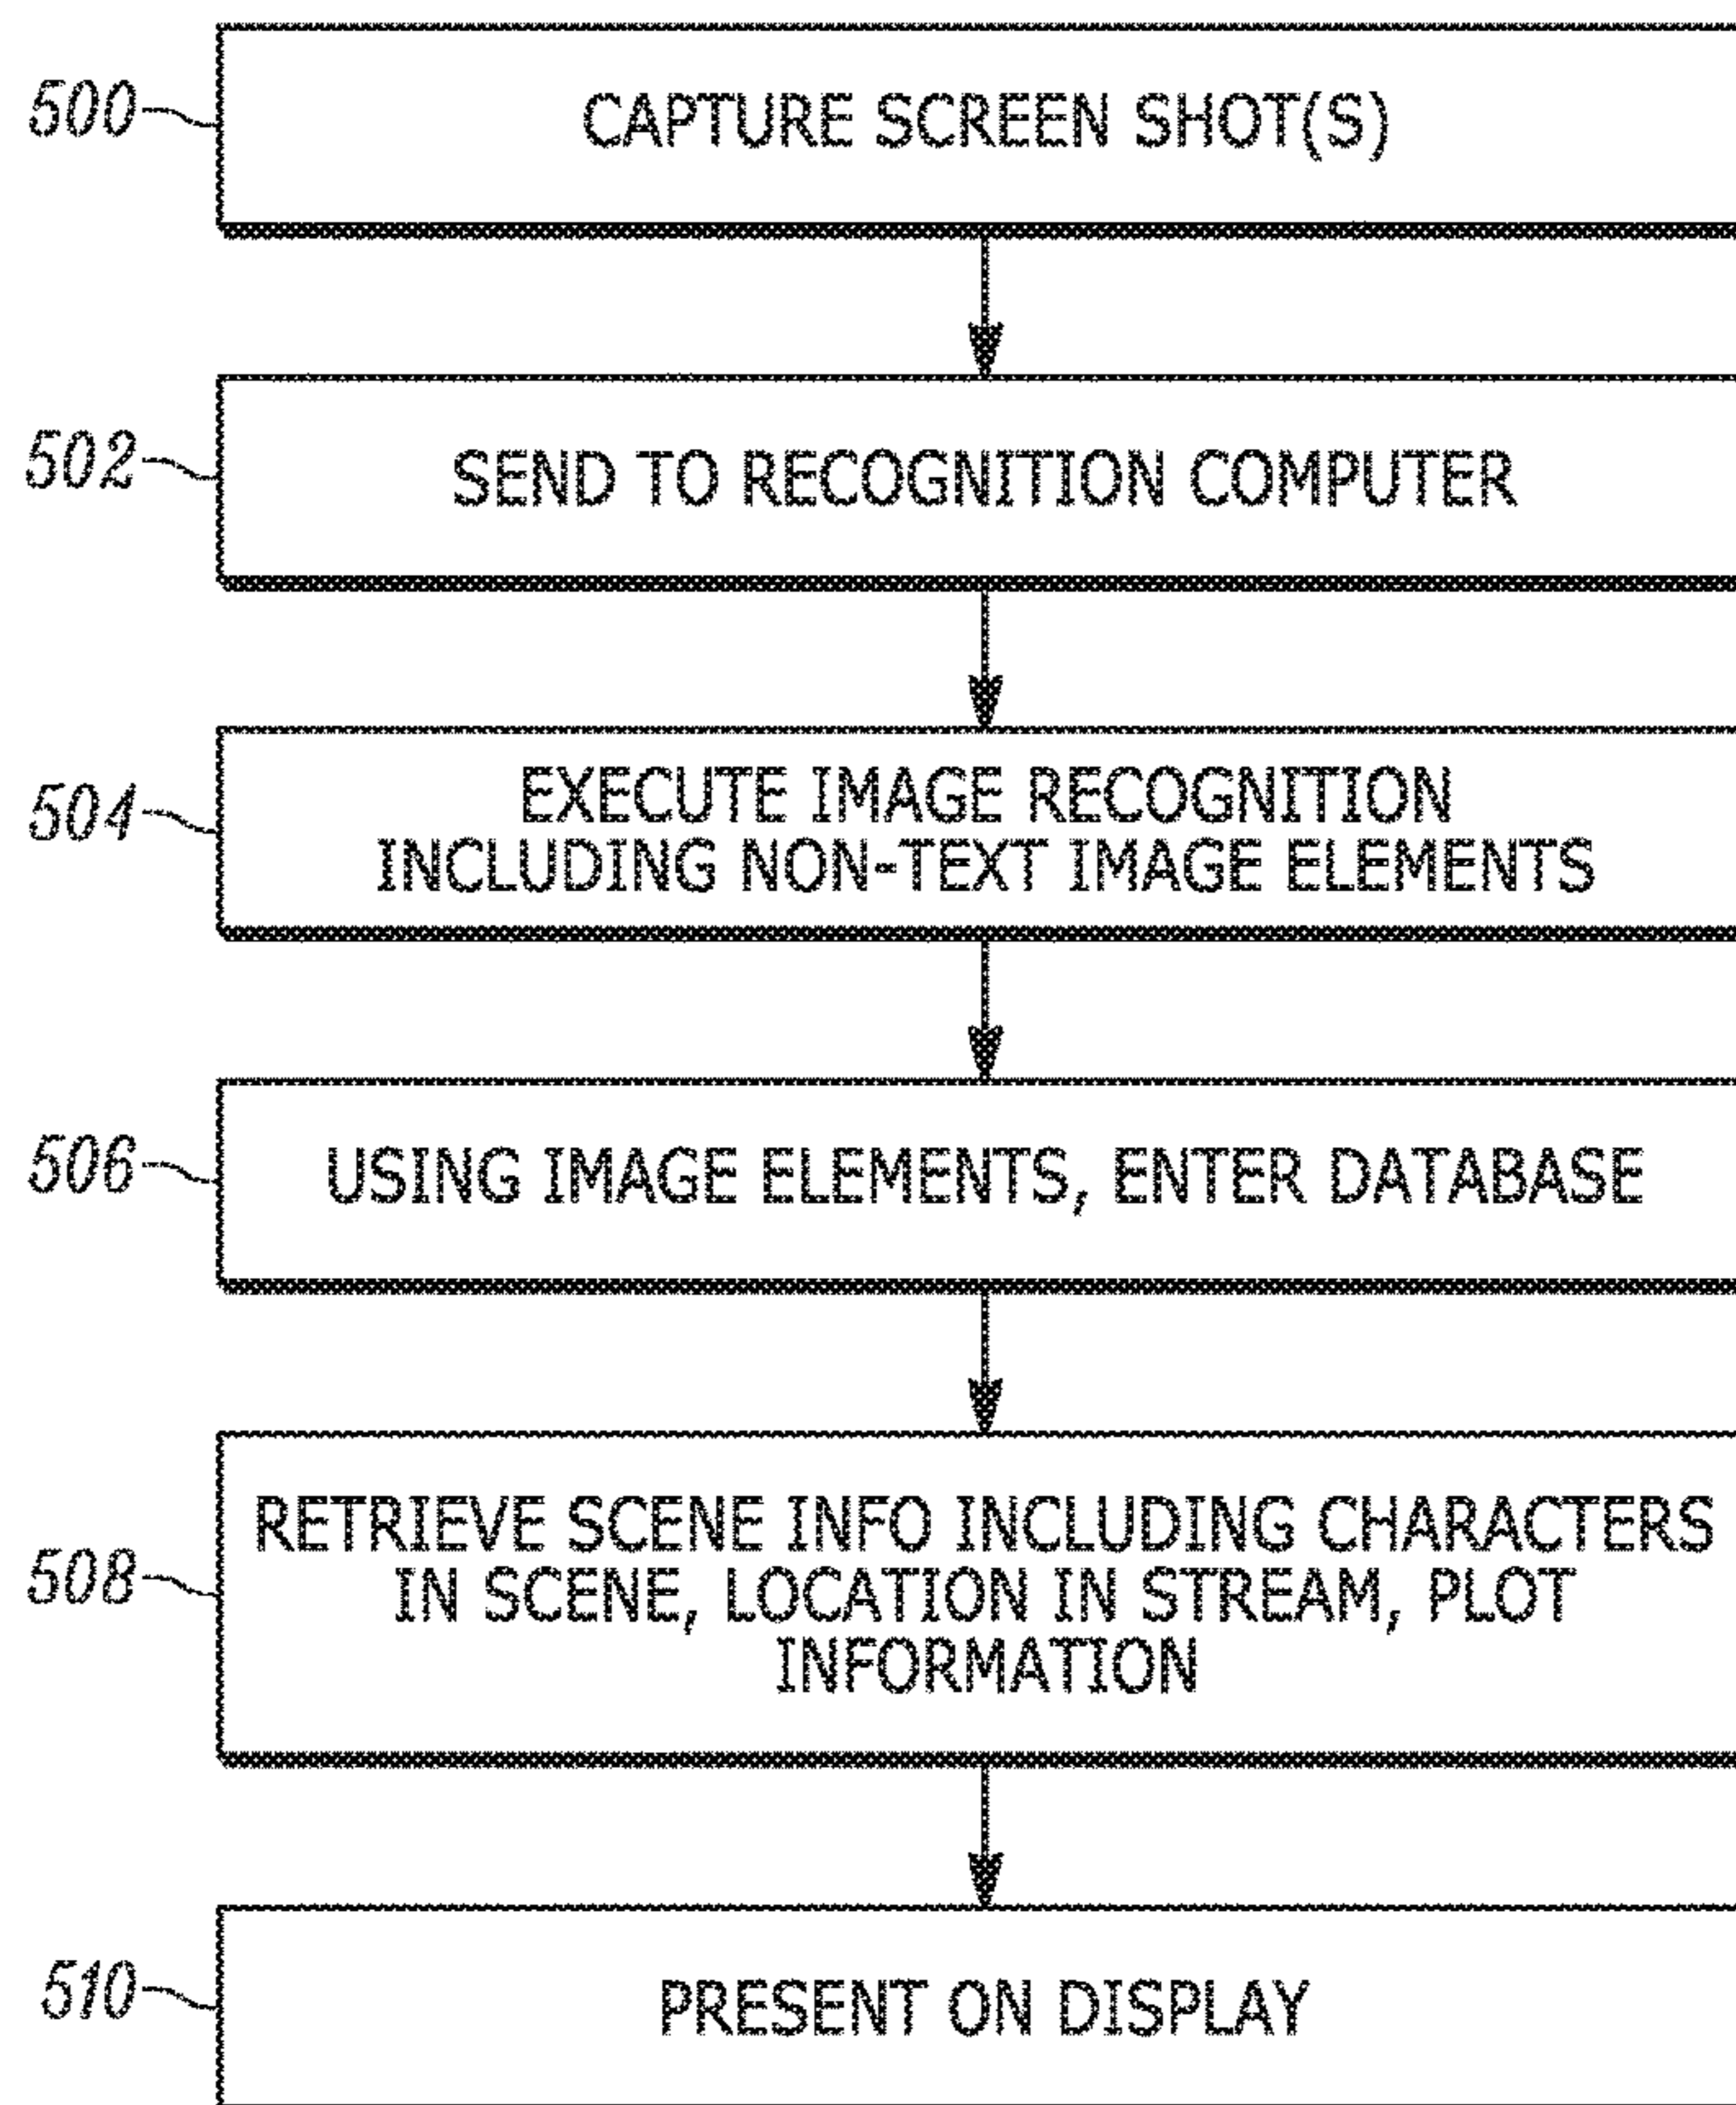 500
CAPTURE SCREEN SHOT(S)
502
SEND TO RECOGNITION COMPUTER
504
EXECUTE IMAGE RECOGNITION
INCLUDING NON-TEXT IMAGE ELEMENTS
506
USING IMAGE ELEMENTS, ENTER DATABASE
508
RETRIEVE SCENE INFO INCLUDING CHARACTERS
IN SCENE, LOCATION IN STREAM, PLOT
INFORMATION
510
PRESENT ON DISPLAY